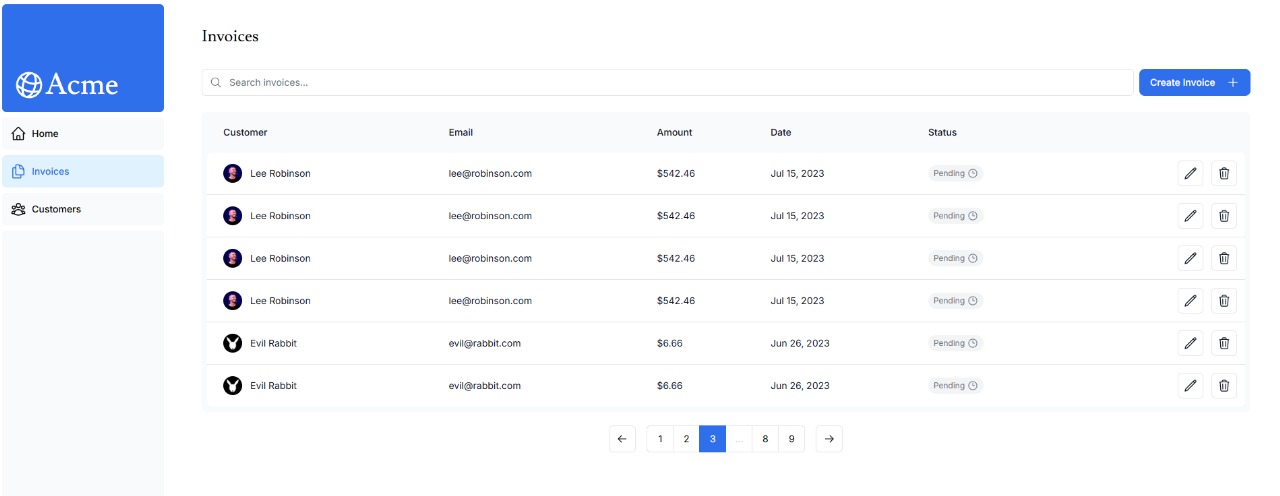 Acme
Home
Invoices
Customers
Invoices
Search invoices...
Create Invoice +
Customer Email Amount Date Status
Lee Robinson lee@robinson.com $542.46 Jul 15, 2023 Pending
Lee Robinson lee@robinson.com $542.46 Jul 15, 2023 Pending
Lee Robinson lee@robinson.com $542.46 Jul 15, 2023 Pending
Lee Robinson lee@robinson.com $542.46 Jul 15, 2023 Pending
Evil Rabbit evil@rabbit.com $6.66 Jun 26, 2023 Pending
Evil Rabbit evil@rabbit.com $6.66 Jun 26, 2023 Pending
← 1 2 3 ... 8 9 →